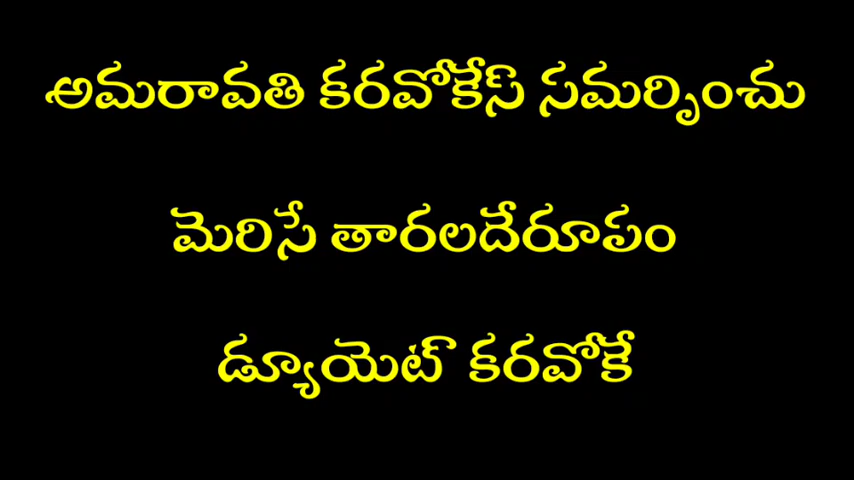 అమరావతి కరవోకేస్ సమర్పించు
మెరిసే తారలదేరూపం
డ్యూయెట్ కరవోకే